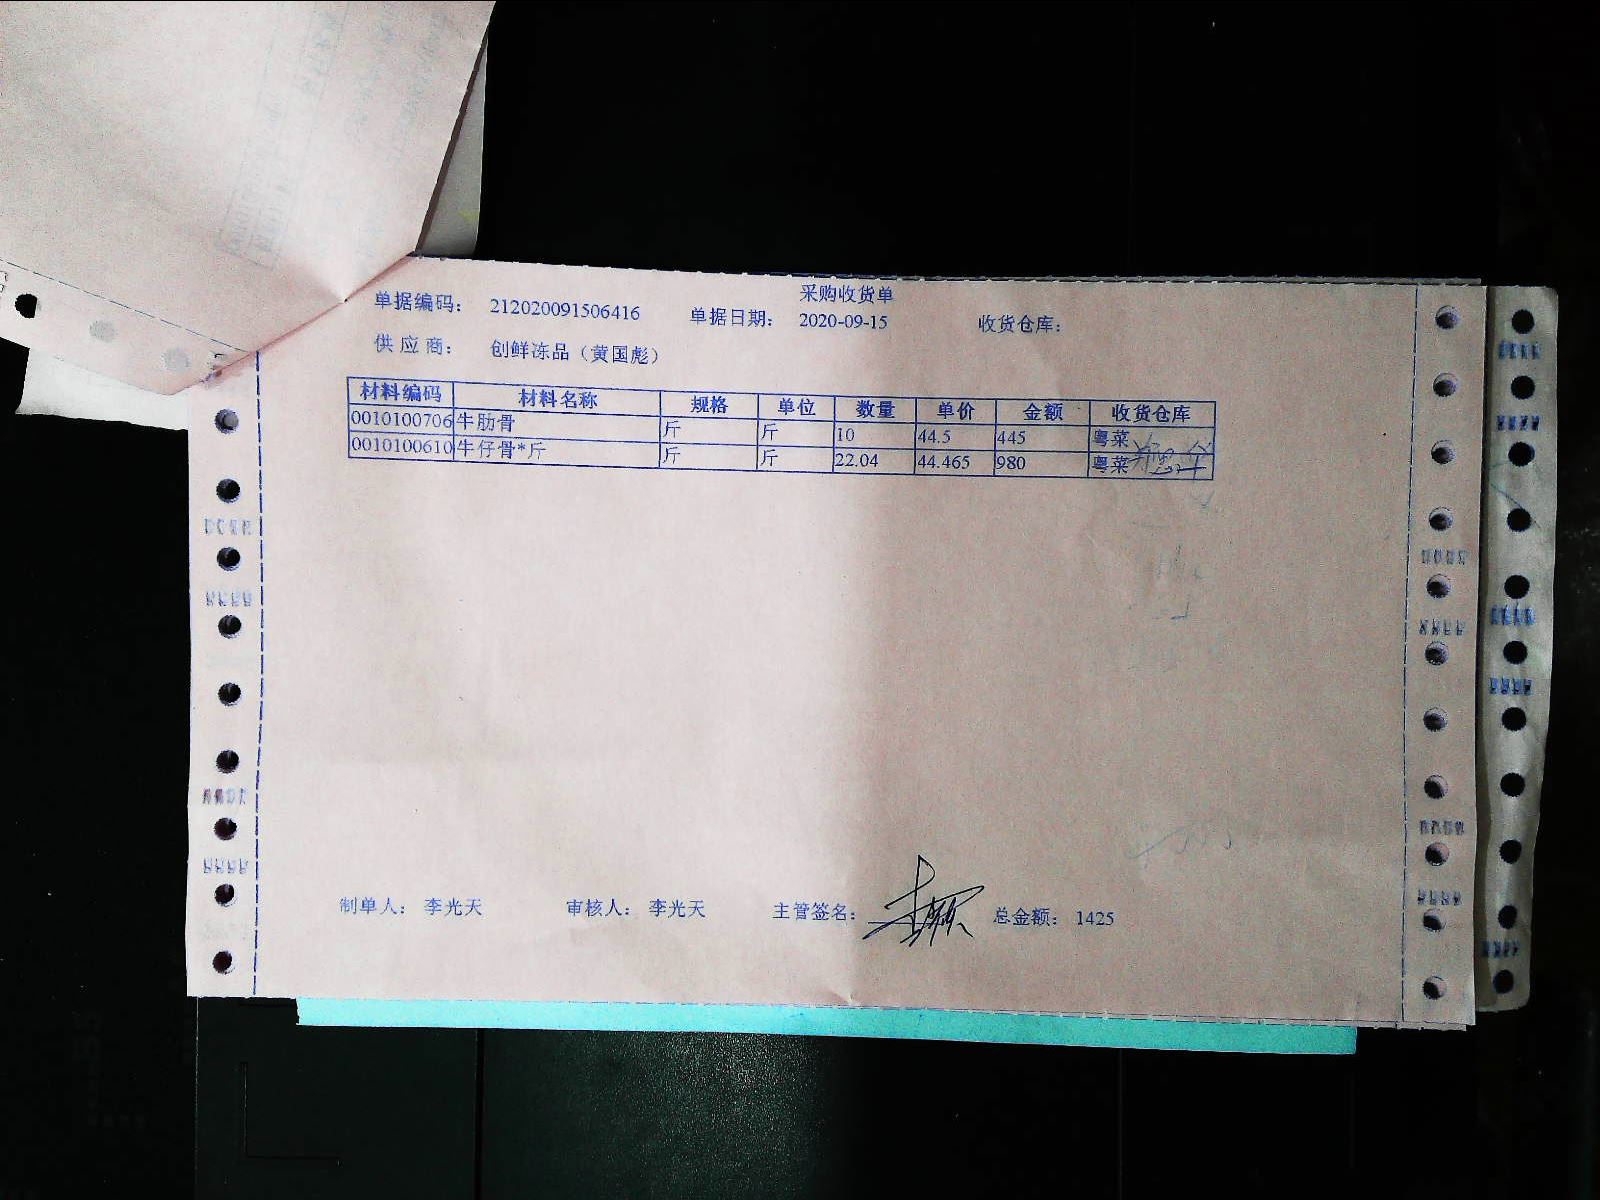 采购收货单
单据编码： 212020091506416 单据日期： 2020-09-15 收货仓库：
供应商： 创鲜冻品（黄国彪）
材料编码 材料名称 规格 单位 数量 单价 金额 收货仓库
0010100706 牛肋骨 斤 斤 10 44.5 445 粤菜
0010100610 牛仔骨*斤 斤 斤 22.04 44.465 980 粤菜
制单人： 李光天 审核人： 李光天 主管签名： 总金额： 1425